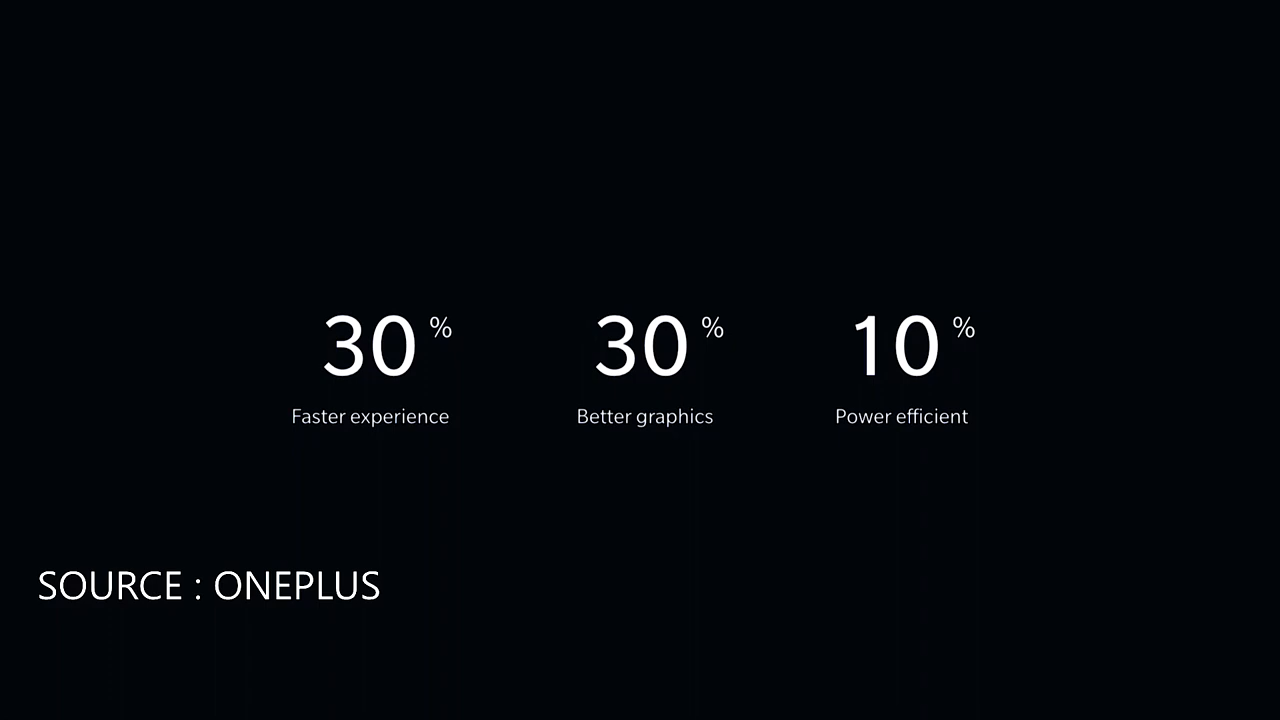 30 % 30 % 10 %
Faster experience Better graphics Power efficient
SOURCE : ONEPLUS